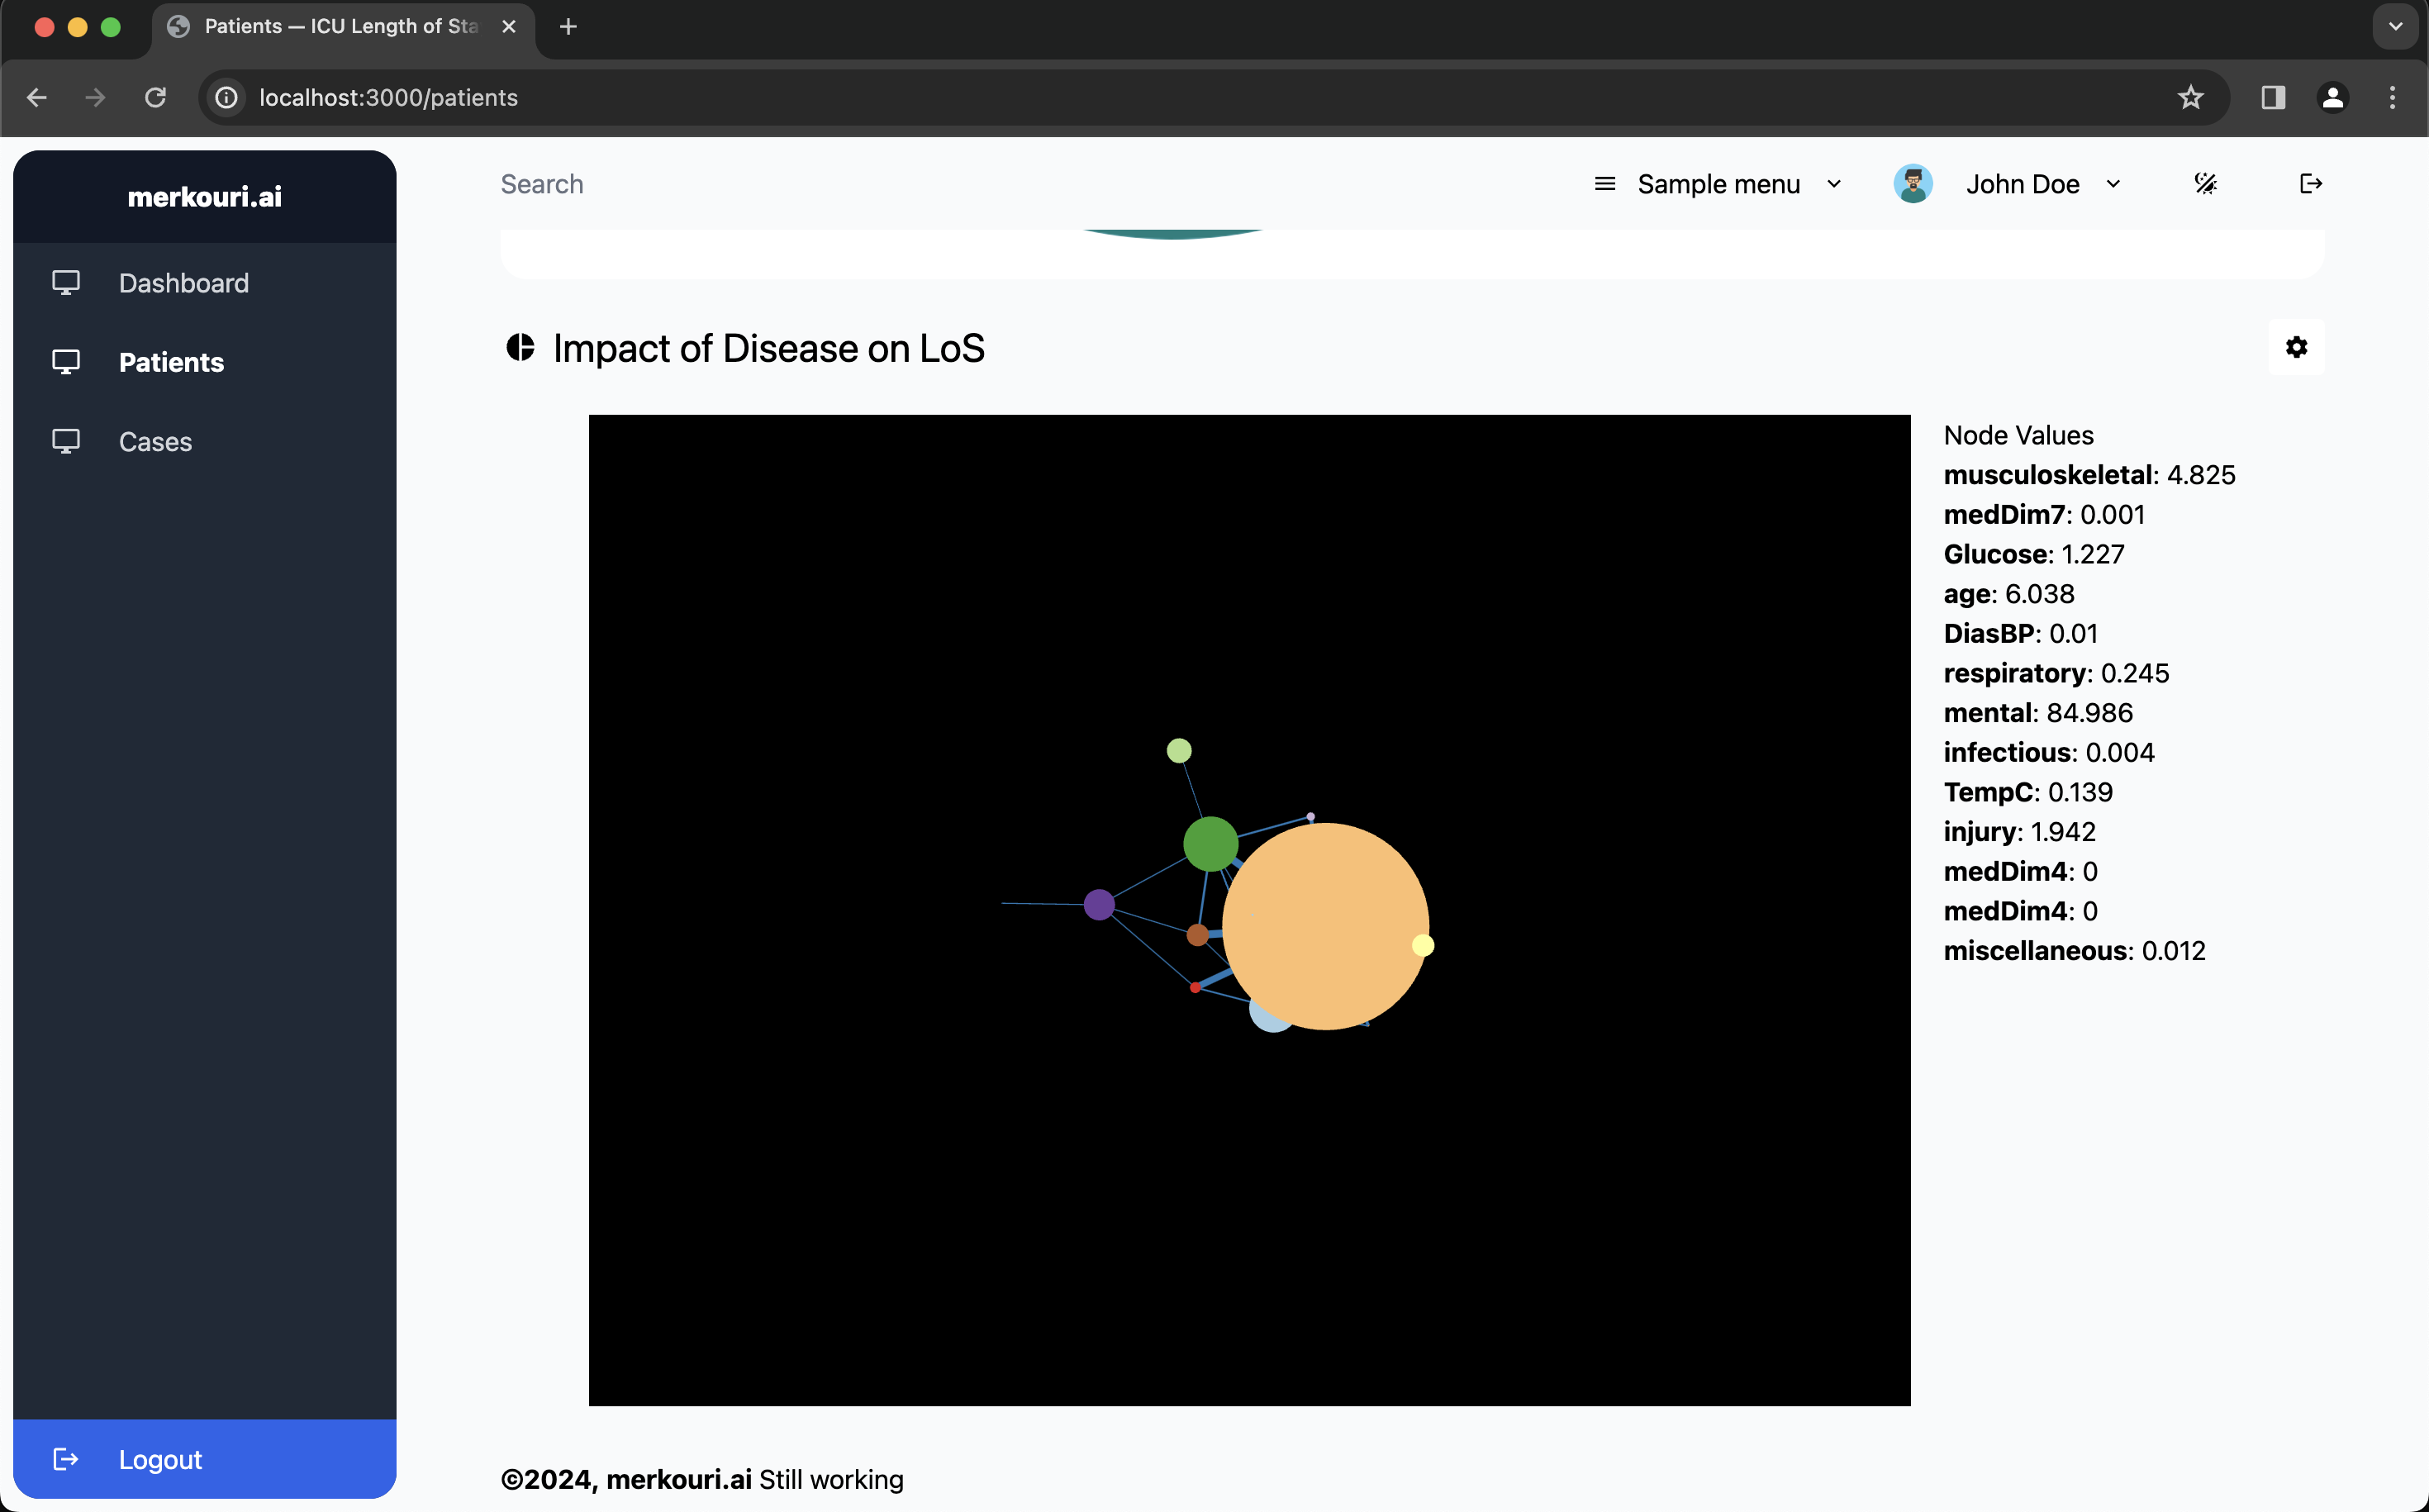 Patients — ICU Length of Sta
localhost:3000/patients
merkouri.ai
Dashboard
Patients
Cases
Logout
Search
Sample menu
John Doe
Impact of Disease on LoS
Node Values
musculoskeletal: 4.825
medDim7: 0.001
Glucose: 1.227
age: 6.038
DiasBP: 0.01
respiratory: 0.245
mental: 84.986
infectious: 0.004
TempC: 0.139
injury: 1.942
medDim4: 0
medDim4: 0
miscellaneous: 0.012
©2024, merkouri.ai Still working